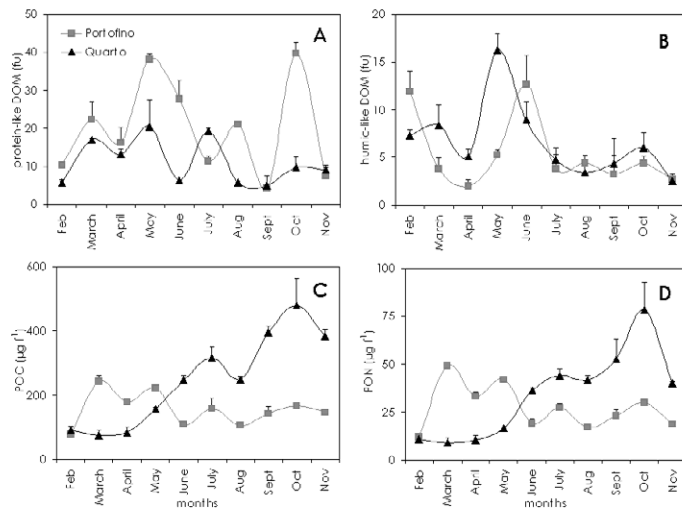 Portofino
Quarto
A
protein-like DOM (fu)
50
40
30
20
10
0
Feb
March
April
May
June
July
Aug
Sept
Oct
Nov
B
humic-like DOM (fu)
20
15
10
5
0
Feb
March
April
May
June
July
Aug
Sept
Oct
Nov
C
POC (µg l-1)
600
400
200
0
Feb
March
April
May
June
July
Aug
Sept
Oct
Nov
months
D
PON (µg l-1)
100
75
50
25
0
Feb
March
April
May
June
July
Aug
Sept
Oct
Nov
months